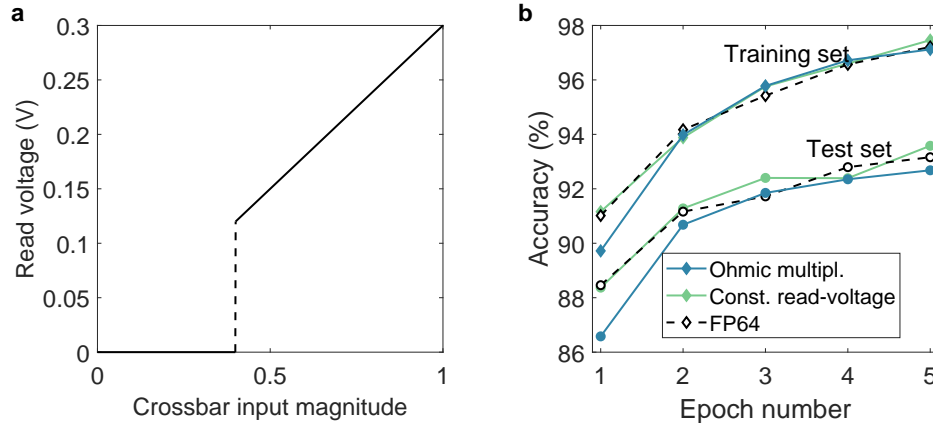 a
0.3
0.25
0.2
0.15
0.1
0.05
0
0
0.5
1
Read voltage (V)
Crossbar input magnitude
b
98
96
94
92
90
88
86
1
2
3
4
5
Accuracy (%)
Epoch number
Training set
Test set
Ohmic multipl.
Const. read-voltage
FP64